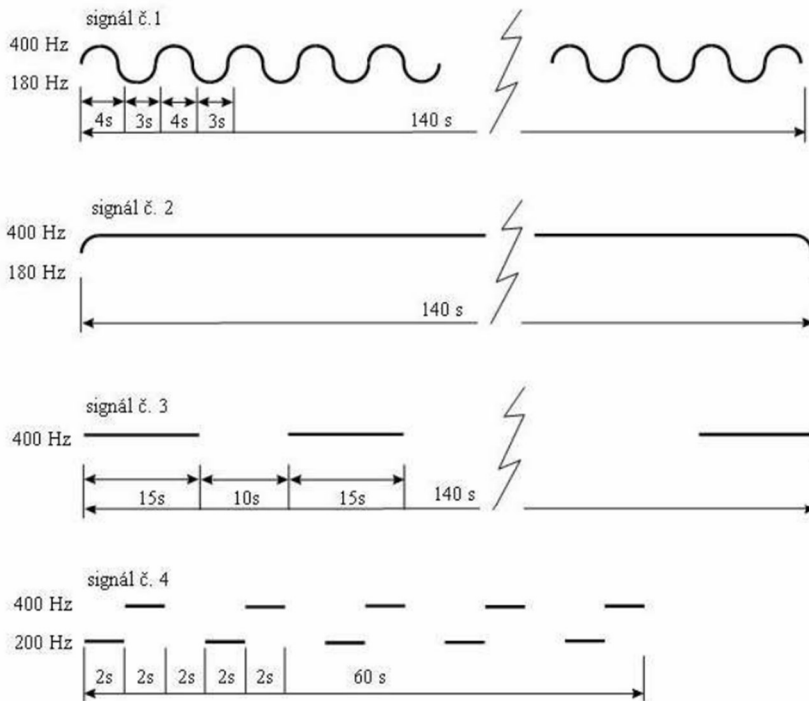 signál č.1
400 Hz
180 Hz
4s 3s 4s 3s 140 s
signál č. 2
400 Hz
180 Hz
140 s
signál č. 3
400 Hz
15s 10s 15s 140 s
signál č. 4
400 Hz
200 Hz
2s 2s 2s 2s 2s 60 s